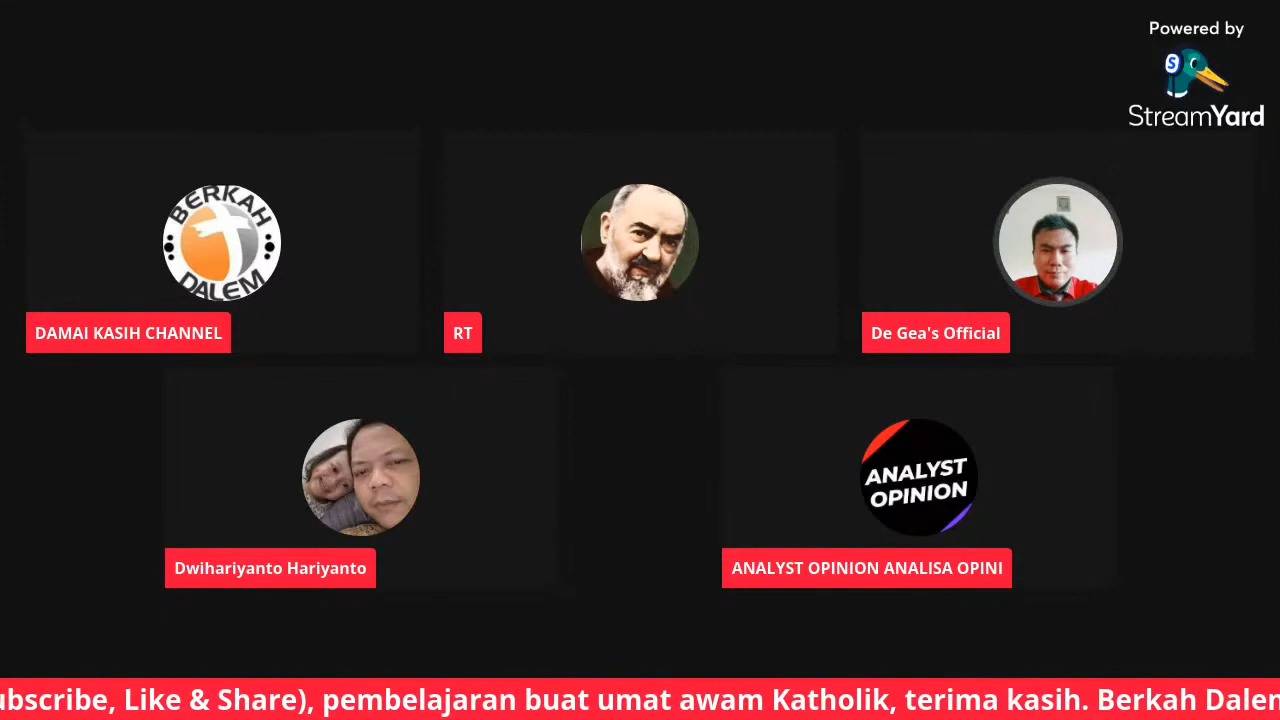 Powered by
StreamYard
BERKAH
DALEM
DAMAI KASIH CHANNEL
RT
De Gea's Official
Dwihariyanto Hariyanto
ANALYST
OPINION
ANALYST OPINION ANALISA OPINI
ubscribe, Like & Share), pembelajaran buat umat awam Katholik, terima kasih. Berkah Dalem